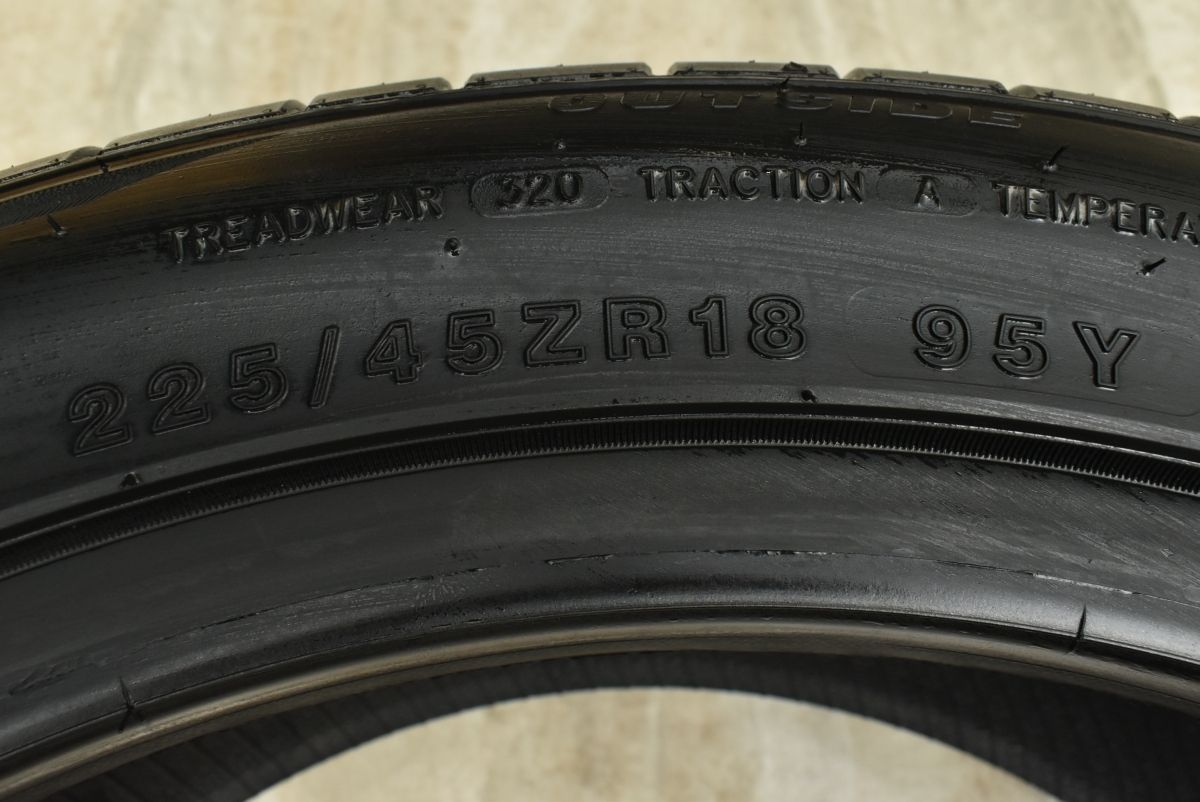 OUTSIDE
TREADWEAR 320 TRACTION A TEMPERA
225/45ZR18 95Y